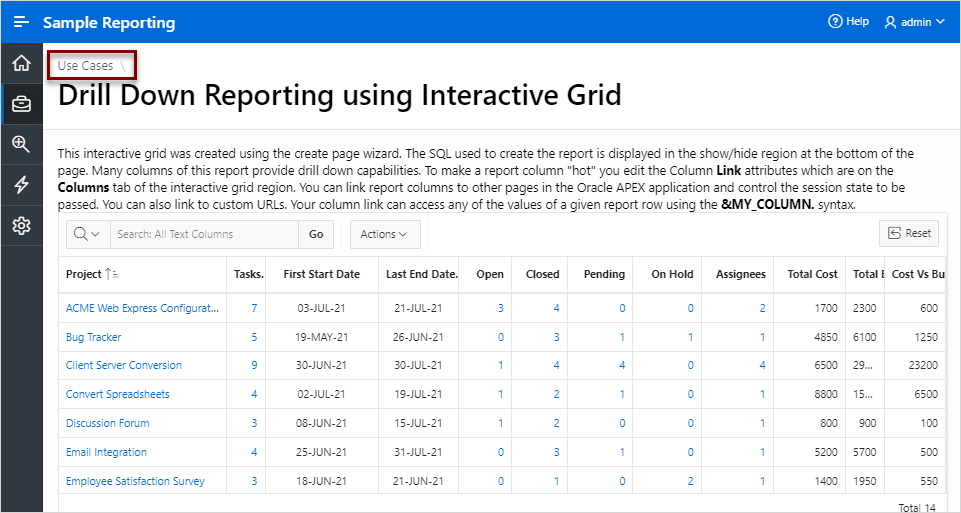 Sample Reporting Help admin
Use Cases \
Drill Down Reporting using Interactive Grid
This interactive grid was created using the create page wizard. The SQL used to create the report is displayed in the show/hide region at the bottom of the
page. Many columns of this report provide drill down capabilities. To make a report column "hot" you edit the Column Link attributes which are on the
Columns tab of the interactive grid region. You can link report columns to other pages in the Oracle APEX application and control the session state to be
passed. You can also link to custom URLs. Your column link can access any of the values of a given report row using the &MY_COLUMN. syntax.
Search: All Text Columns Go Actions Reset
Project Tasks. First Start Date Last End Date. Open Closed Pending On Hold Assignees Total Cost Total B Cost Vs Bu
ACME Web Express Configurat... 7 03-JUL-21 21-JUL-21 3 4 0 0 2 1700 2300 600
Bug Tracker 5 19-MAY-21 26-JUN-21 0 3 1 1 1 4850 6100 1250
Client Server Conversion 9 30-JUN-21 30-JUL-21 1 4 4 0 4 6500 29... 23200
Convert Spreadsheets 4 02-JUL-21 19-JUL-21 1 2 1 0 1 8800 15... 6500
Discussion Forum 3 08-JUN-21 15-JUL-21 1 2 0 0 1 800 900 100
Email Integration 4 25-JUN-21 31-JUL-21 0 3 1 0 1 5200 5700 500
Employee Satisfaction Survey 3 18-JUN-21 21-JUN-21 0 1 0 2 1 1400 1950 550
Total 14